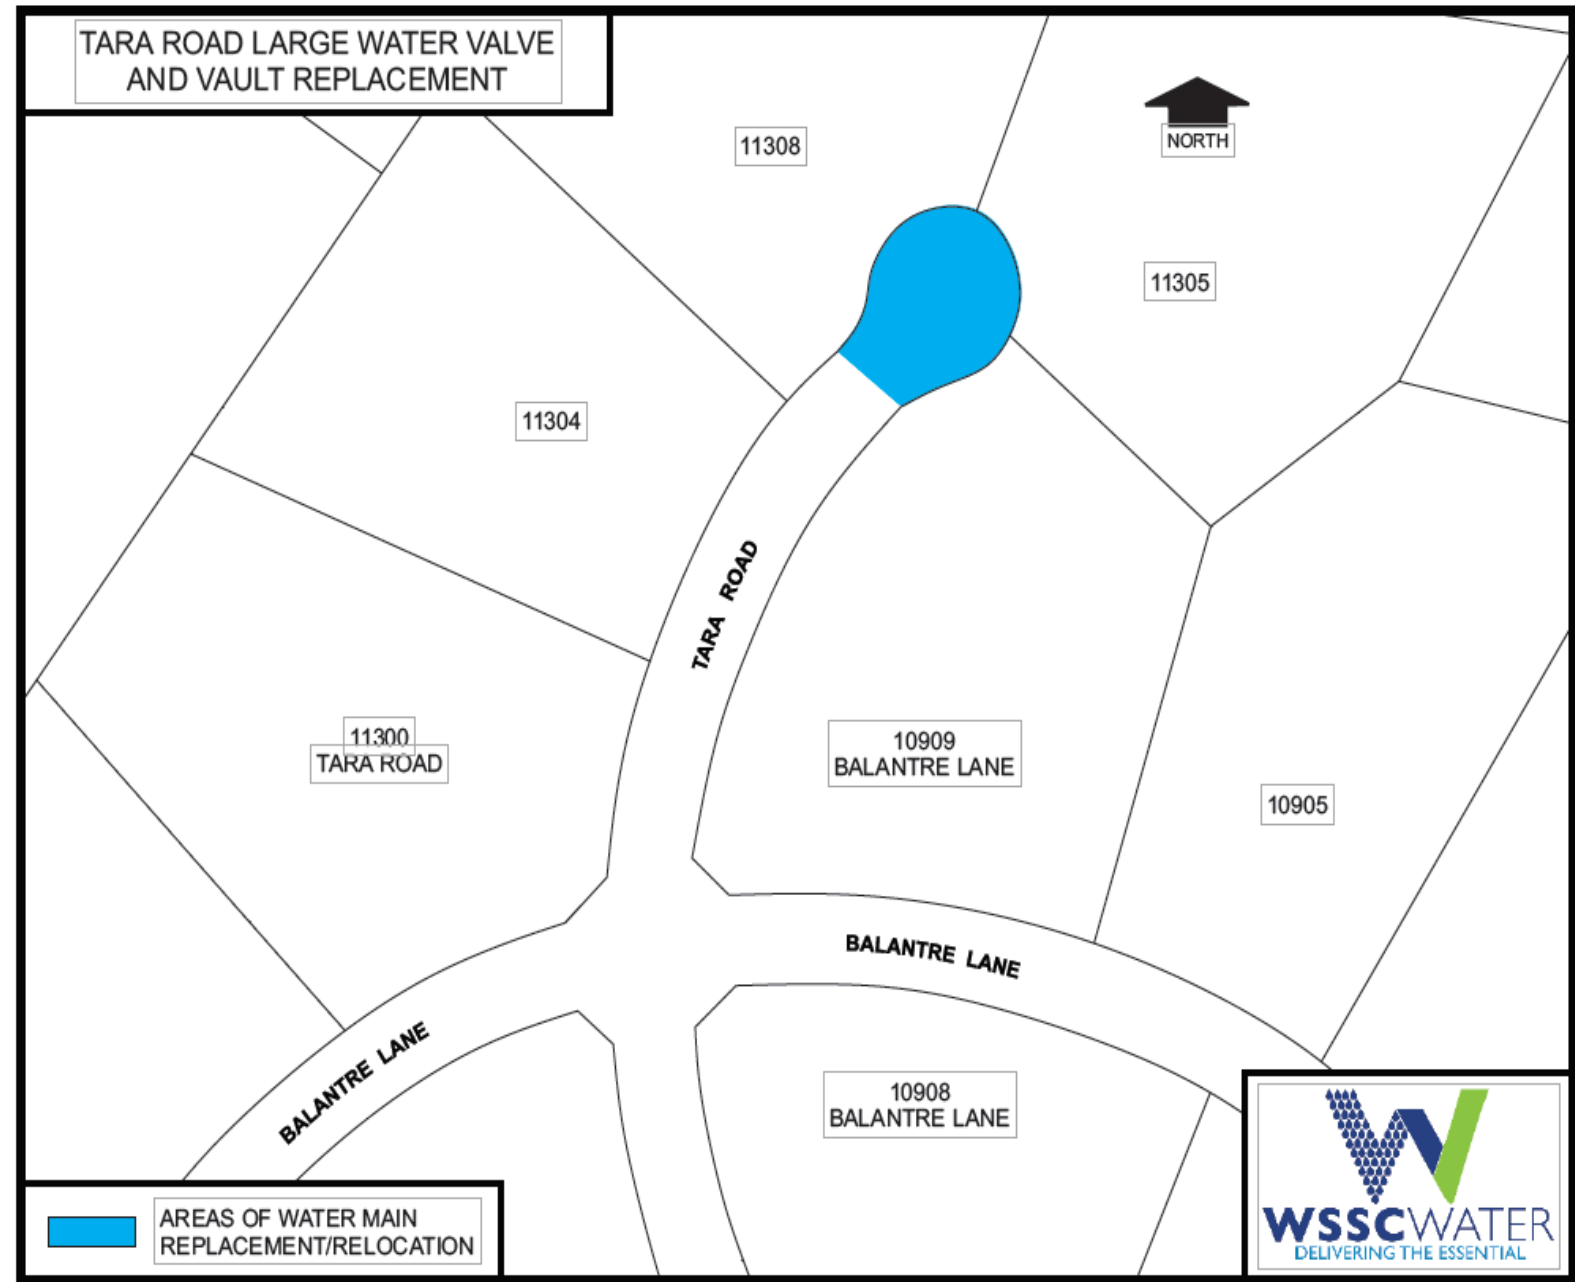 TARA ROAD LARGE WATER VALVE
AND VAULT REPLACEMENT
11308
NORTH
11305
11304
TARA ROAD
11300
TARA ROAD
10909
BALANTRE LANE
10905
BALANTRE LANE
BALANTRE LANE
10908
BALANTRE LANE
AREAS OF WATER MAIN
REPLACEMENT/RELOCATION
WSSCWATER
DELIVERING THE ESSENTIAL